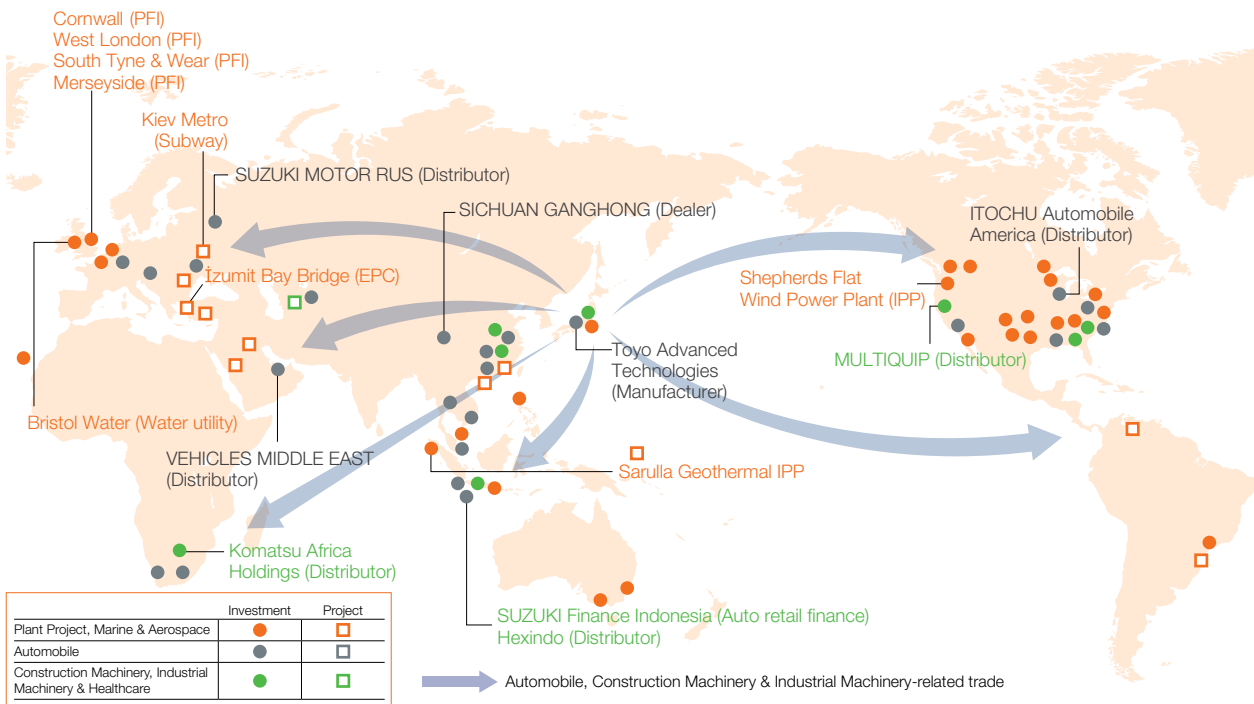 Cornwall (PFI)
West London (PFI)
South Tyne & Wear (PFI)
Merseyside (PFI)
Kiev Metro
(Subway)
SUZUKI MOTOR RUS (Distributor)
SICHUAN GANGHONG (Dealer)
ITOCHU Automobile
America (Distributor)
İzumit Bay Bridge (EPC)
Shepherds Flat
Wind Power Plant (IPP)
Toyo Advanced
Technologies
(Manufacturer)
MULTIQUIP (Distributor)
Bristol Water (Water utility)
VEHICLES MIDDLE EAST
(Distributor)
Sarulla Geothermal IPP
Komatsu Africa
Holdings (Distributor)
SUZUKI Finance Indonesia (Auto retail finance)
Hexindo (Distributor)
Investment Project
Plant Project, Marine & Aerospace
Automobile
Construction Machinery, Industrial
Machinery & Healthcare
Automobile, Construction Machinery & Industrial Machinery-related trade